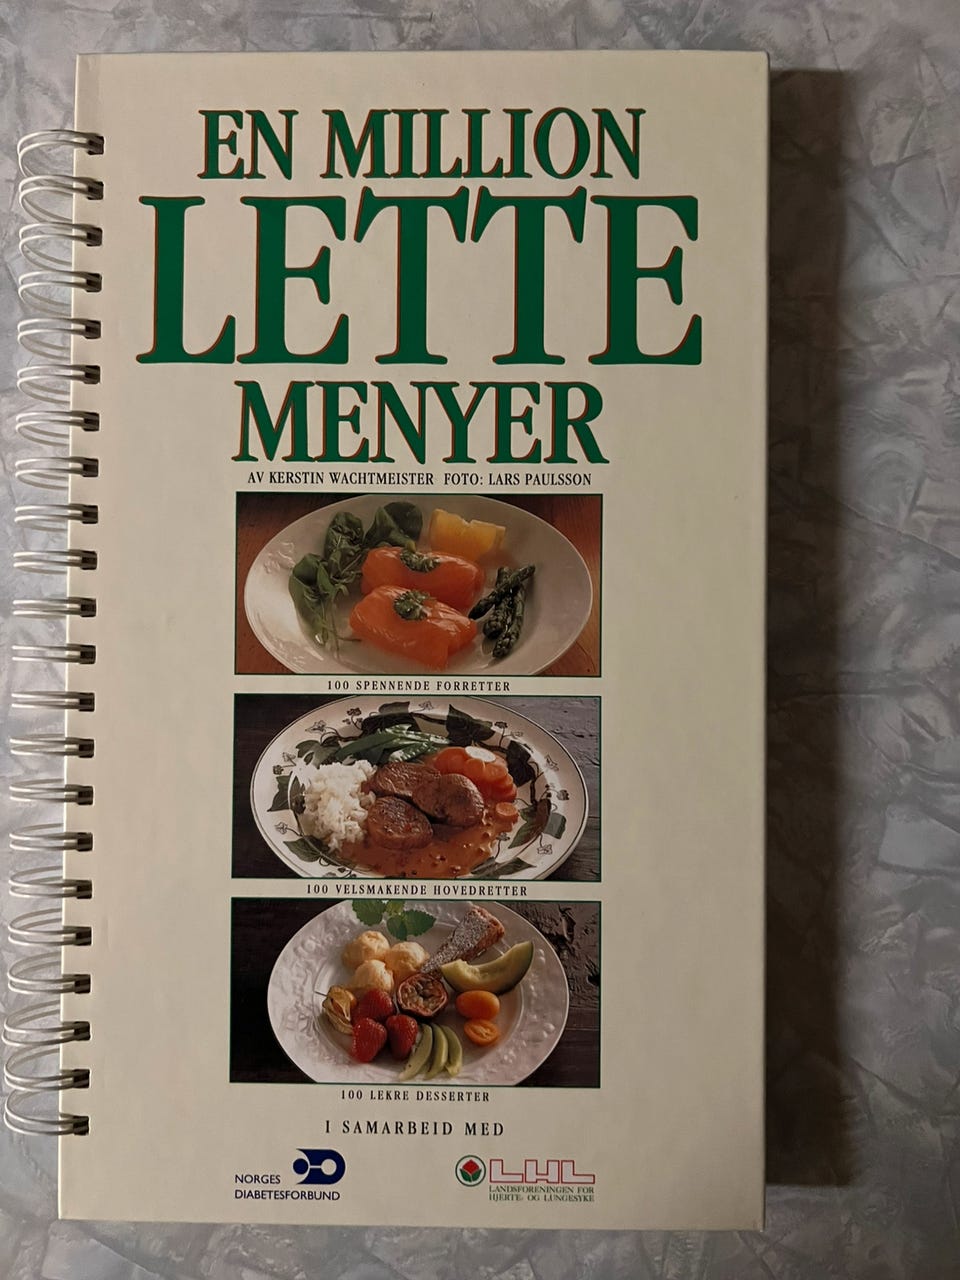 EN MILLION
LETTE
MENYER
AV KERSTIN WACHTMEISTER FOTO: LARS PAULSSON
100 SPENNENDE FORRETTER
100 VELSMAKENDE HOVEDRETTER
100 LEKRE DESSERTER
I SAMARBEID MED
NORGES
DIABETESFORBUND
LHL
LANDSFORENINGEN FOR
HJERTE- OG LUNGESYKE